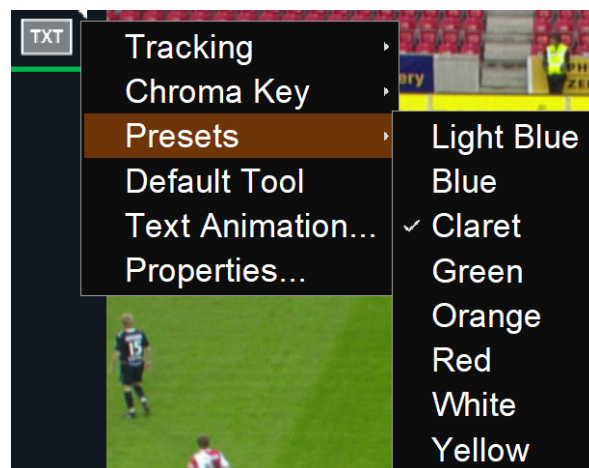 TXT
Tracking
Chroma Key
Presets
Default Tool
Text Animation...
Properties...
Light Blue
Blue
Claret
Green
Orange
Red
White
Yellow
15